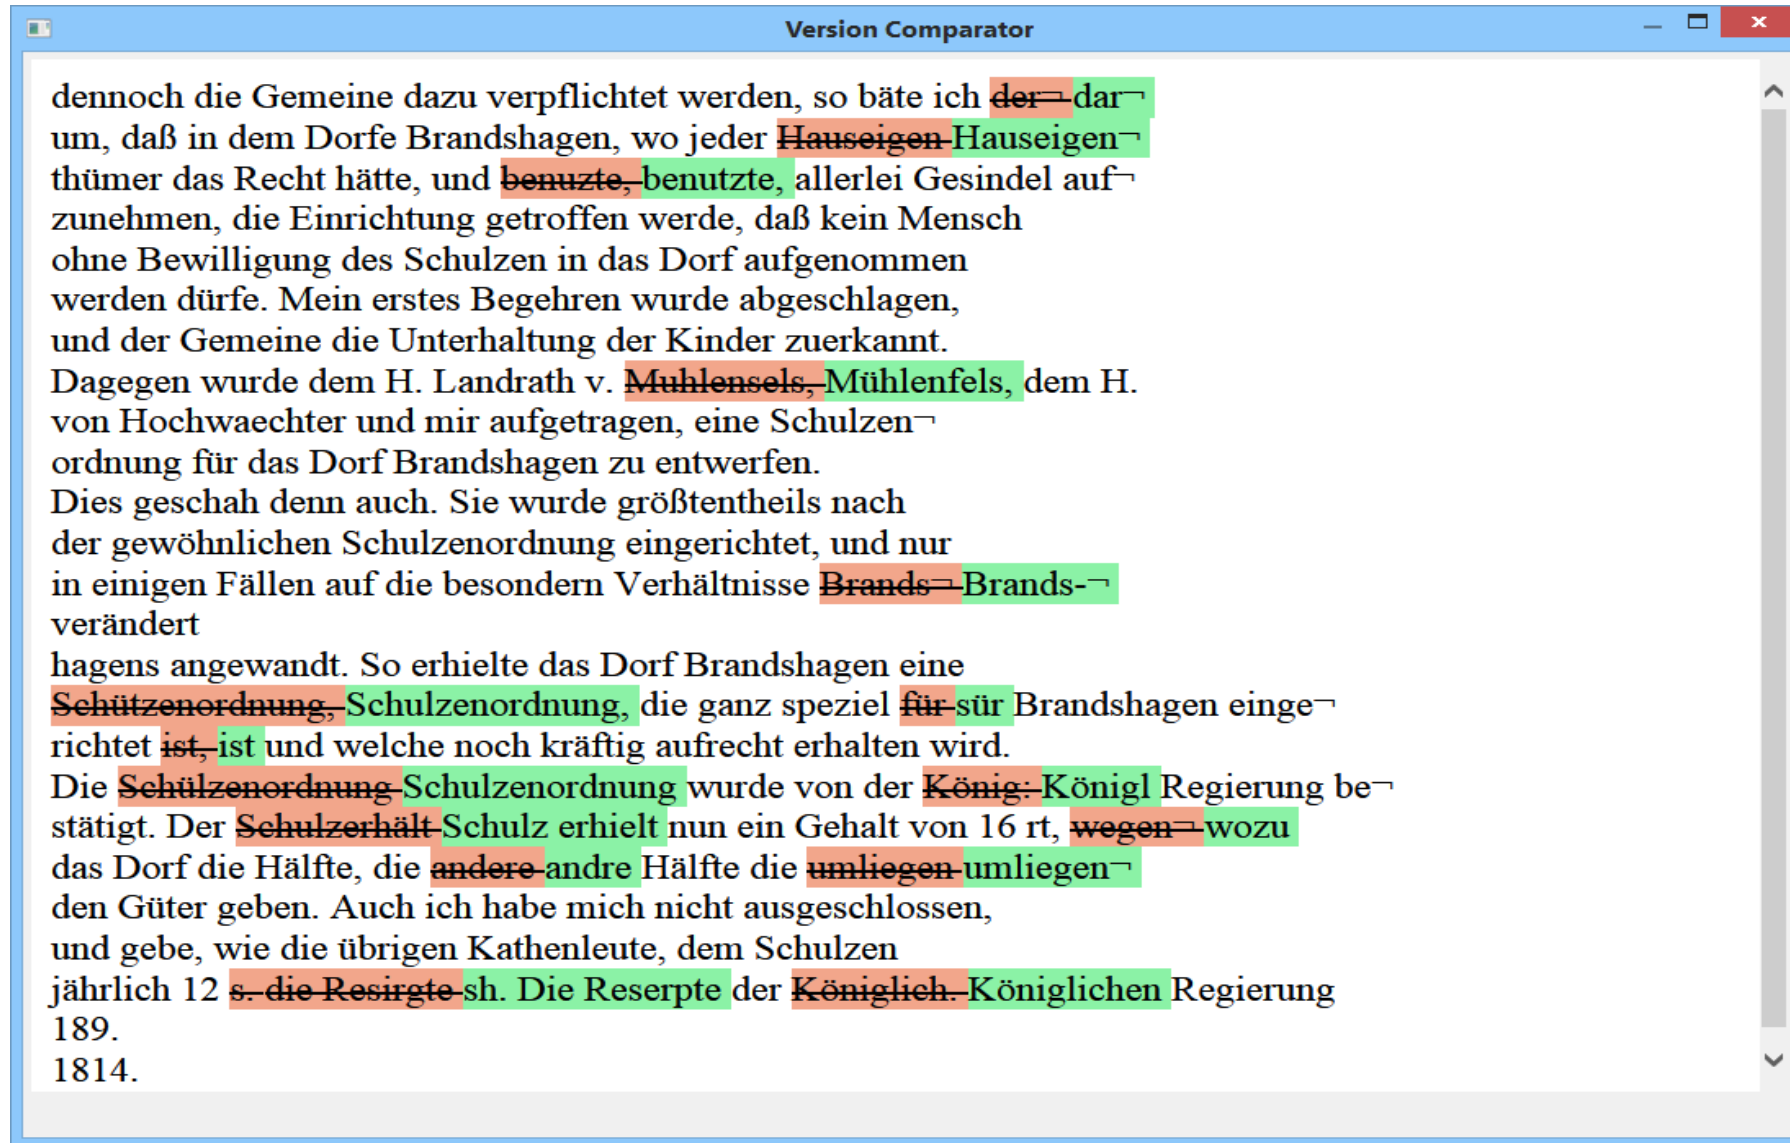 Version Comparator
dennoch die Gemeine dazu verpflichtet werden, so bäte ich der¬ dar¬
um, daß in dem Dorfe Brandshagen, wo jeder Hauseigen Hauseigen¬
thümer das Recht hätte, und benuzte, benutzte, allerlei Gesindel auf¬
zunehmen, die Einrichtung getroffen werde, daß kein Mensch
ohne Bewilligung des Schulzen in das Dorf aufgenommen
werden dürfe. Mein erstes Begehren wurde abgeschlagen,
und der Gemeine die Unterhaltung der Kinder zuerkannt.
Dagegen wurde dem H. Landrath v. Muhlensels, Mühlenfels, dem H.
von Hochwaechter und mir aufgetragen, eine Schulzen¬
ordnung für das Dorf Brandshagen zu entwerfen.
Dies geschah denn auch. Sie wurde größtentheils nach
der gewöhnlichen Schulzenordnung eingerichtet, und nur
in einigen Fällen auf die besondern Verhältnisse Brands¬ Brands-¬
verändert
hagens angewandt. So erhielte das Dorf Brandshagen eine
Schützenordnung, Schulzenordnung, die ganz speziel für sür Brandshagen einge¬
richtet ist, ist und welche noch kräftig aufrecht erhalten wird.
Die Schülzenordnung Schulzenordnung wurde von der König: Königl Regierung be¬
stätigt. Der Schulzerhält Schulz erhielt nun ein Gehalt von 16 rt, wegen¬ wozu
das Dorf die Hälfte, die andere andre Hälfte die umliegen umliegen¬
den Güter geben. Auch ich habe mich nicht ausgeschlossen,
und gebe, wie die übrigen Kathenleute, dem Schulzen
jährlich 12 s. die Resirgte sh. Die Reserpte der Königlich. Königlichen Regierung
189.
1814.